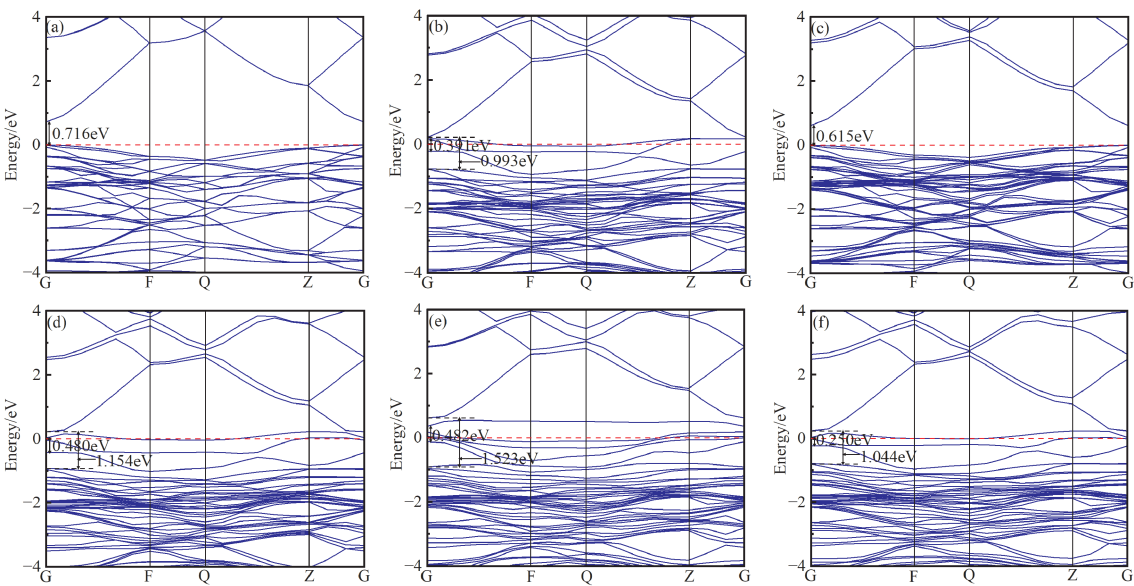 (a)
4
2
0
−2
−4
Energy/eV
0.716eV
G F Q Z G
(b)
4
2
0
−2
−4
Energy/eV
0.391eV
0.993eV
G F Q Z G
(c)
4
2
0
−2
−4
Energy/eV
0.615eV
G F Q Z G
(d)
4
2
0
−2
−4
Energy/eV
0.480eV
1.154eV
G F Q Z G
(e)
4
2
0
−2
−4
Energy/eV
0.482eV
1.523eV
G F Q Z G
(f)
4
2
0
−2
−4
Energy/eV
0.250eV
1.044eV
G F Q Z G